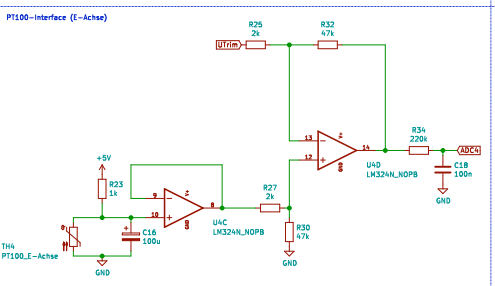 PT100-Interface (E-Achse)
R25
2k
R32
47k
UTrim
13
12
14
V+
GND
U4D
LM324N_NOPB
R34
220k
ADC4
C18
100n
GND
+5V
R23
1k
9
10
8
V+
GND
U4C
LM324N_NOPB
R27
2k
R30
47k
GND
C16
100u
TH4
PT100_E-Achse
GND